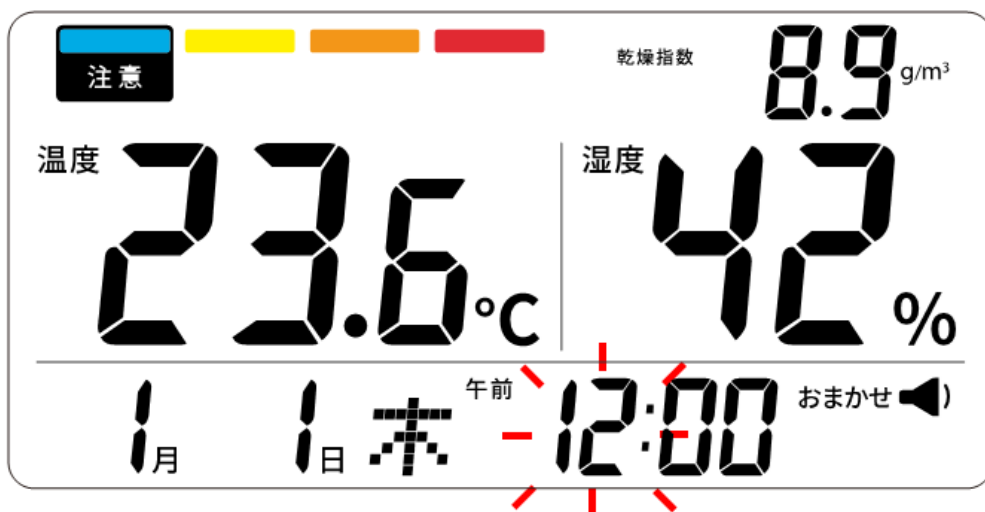 注意
乾燥指数 8.9 g/m³
温度 23.6 °C
湿度 42 %
1月 1日 木 午前 12:00 おまかせ